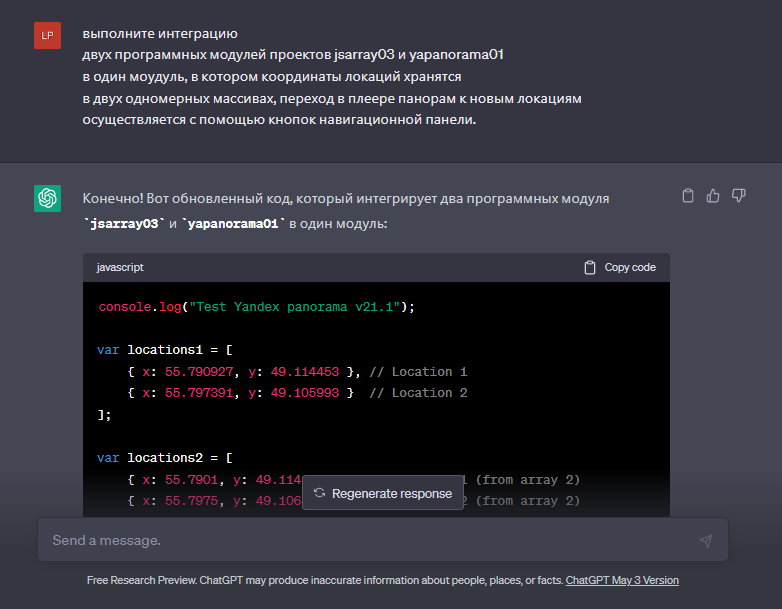 LP
выполните интеграцию
двух программных модулей проектов jsarray03 и yapanorama01
в один моудуль, в котором координаты локаций хранятся
в двух одномерных массивах, переход в плеере панорам к новым локациям
осуществляется с помощью кнопок навигационной панели.
Конечно! Вот обновленный код, который интегрирует два программных модуля
`jsarray03` и `yapanorama01` в один модуль:
javascript Copy code
console.log("Test Yandex panorama v21.1");
var locations1 = [
{ x: 55.790927, y: 49.114453 }, // Location 1
{ x: 55.797391, y: 49.105993 } // Location 2
];
var locations2 = [
{ x: 55.7901, y: 49.114 1 (from array 2)
{ x: 55.7975, y: 49.106 2 (from array 2)
Regenerate response
Send a message.
Free Research Preview. ChatGPT may produce inaccurate information about people, places, or facts. ChatGPT May 3 Version